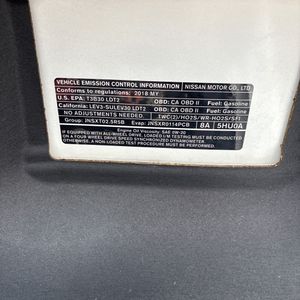 VEHICLE EMISSION CONTROL INFORMATION NISSAN MOTOR CO., LTD
Conforms to regulations: 2018 MY
U.S. EPA: T3B30 LDT2 OBD: CA OBD II Fuel: Gasoline
California: LEV3-SULEV30 LDT2 OBD: CA OBD II Fuel: Gasoline
NO ADJUSTMENTS NEEDED TWC(2)/HO2S/WR-HO2S/SFI
Group: JNSXT02.5R5B Evap: JNSXR0114PCB 8A 5HU0A
Engine Oil Viscosity: SAE 0W-20
IF EQUIPPED WITH ALL-WHEEL DRIVE, LOADED I/M TESTING MUST BE CONDUCTED
ON A FOUR WHEEL DRIVE SPEED SYNCHRONIZED DYNAMOMETER. OTHERWISE,
A NON-LOADED TEST PROCEDURE MUST BE PERFORMED.